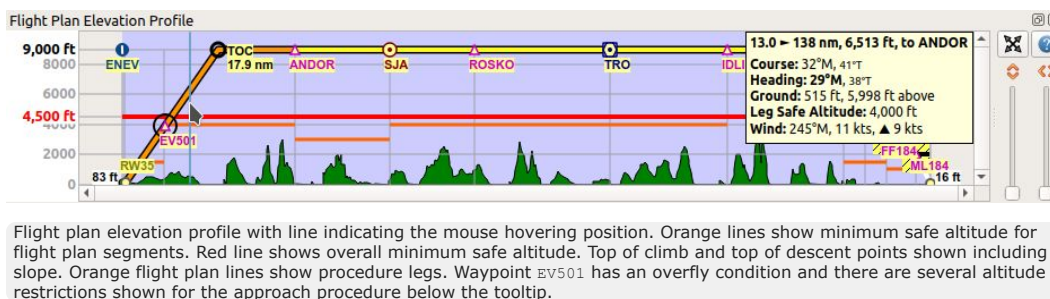 Flight Plan Elevation Profile
9,000 ft
8000
6000
4,500 ft
4000
2000
0
83 ft
ENEV
TOC
17.9 nm
ANDOR
SJA
ROSKO
TRO
IDLI
EV501
RW35
13.0 ► 138 nm, 6,513 ft, to ANDOR
Course: 32°M, 41°T
Heading: 29°M, 38°T
Ground: 515 ft, 5,998 ft above
Leg Safe Altitude: 4,000 ft
Wind: 245°M, 11 kts, ▲ 9 kts
FF184
ML184
16 ft
Flight plan elevation profile with line indicating the mouse hovering position. Orange lines show minimum safe altitude for
flight plan segments. Red line shows overall minimum safe altitude. Top of climb and top of descent points shown including
slope. Orange flight plan lines show procedure legs. Waypoint EV501 has an overfly condition and there are several altitude
restrictions shown for the approach procedure below the tooltip.